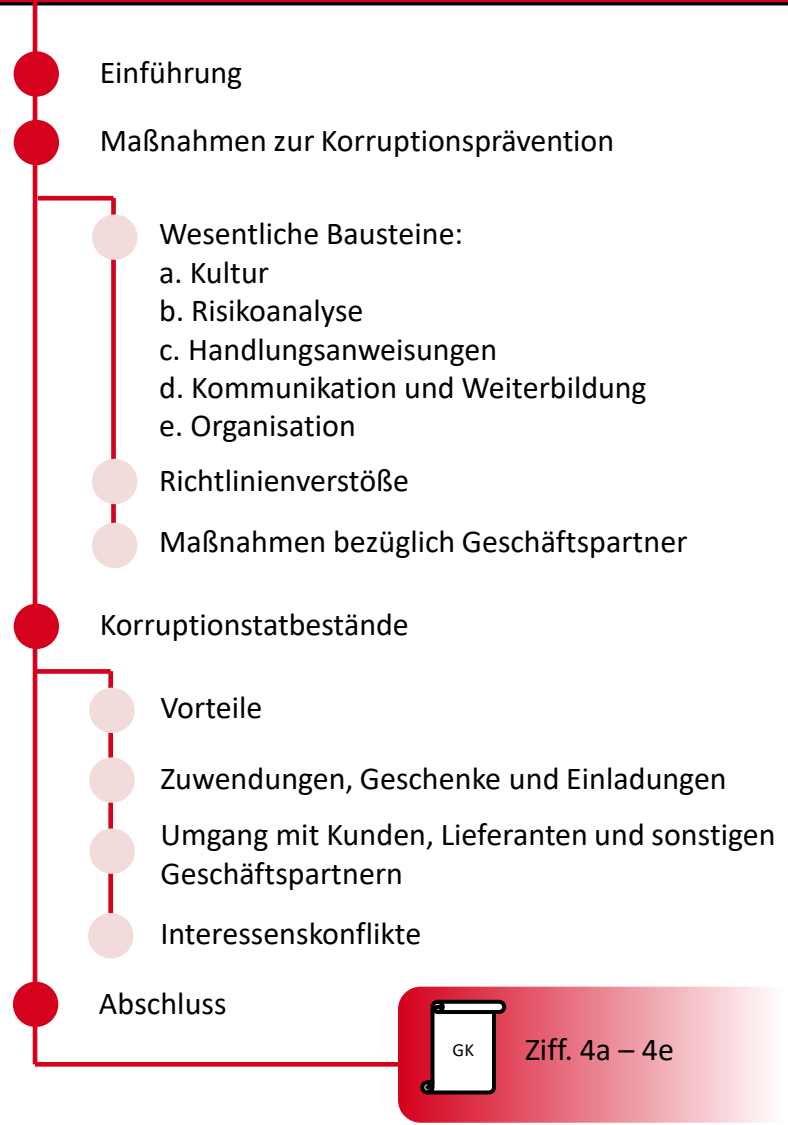 Einführung
Maßnahmen zur Korruptionsprävention
Wesentliche Bausteine:
a. Kultur
b. Risikoanalyse
c. Handlungsanweisungen
d. Kommunikation und Weiterbildung
e. Organisation
Richtlinienverstöße
Maßnahmen bezüglich Geschäftspartner
Korruptionstatbestände
Vorteile
Zuwendungen, Geschenke und Einladungen
Umgang mit Kunden, Lieferanten und sonstigen
Geschäftspartnern
Interessenskonflikte
Abschluss
GK
Ziff. 4a – 4e